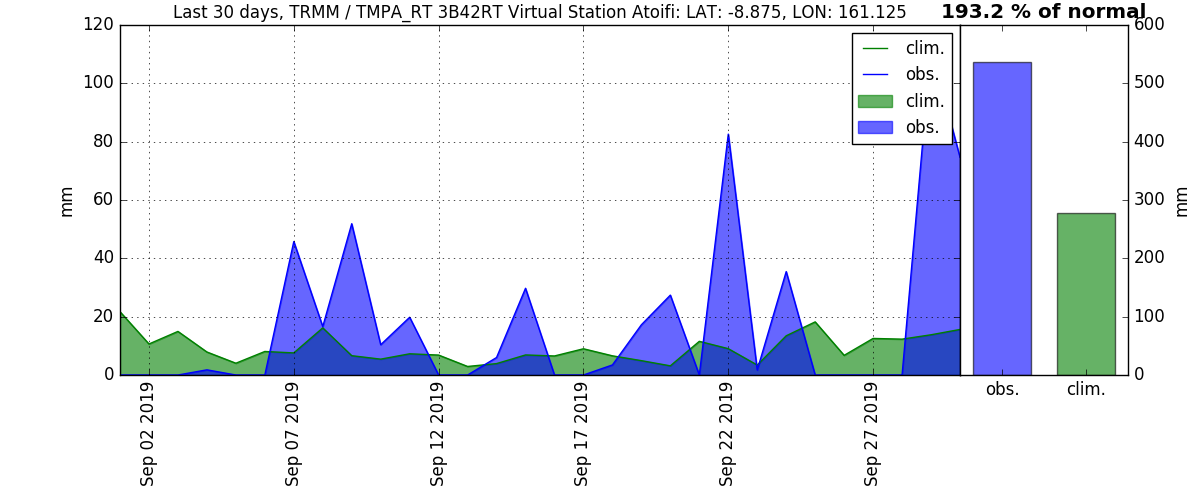 Last 30 days, TRMM / TMPA_RT 3B42RT Virtual Station Atoifi: LAT: -8.875, LON: 161.125
193.2 % of normal
120
100
80
60
40
20
0
mm
clim.
obs.
clim.
obs.
Sep 02 2019
Sep 07 2019
Sep 12 2019
Sep 17 2019
Sep 22 2019
Sep 27 2019
600
500
400
300
200
100
0
mm
obs.
clim.